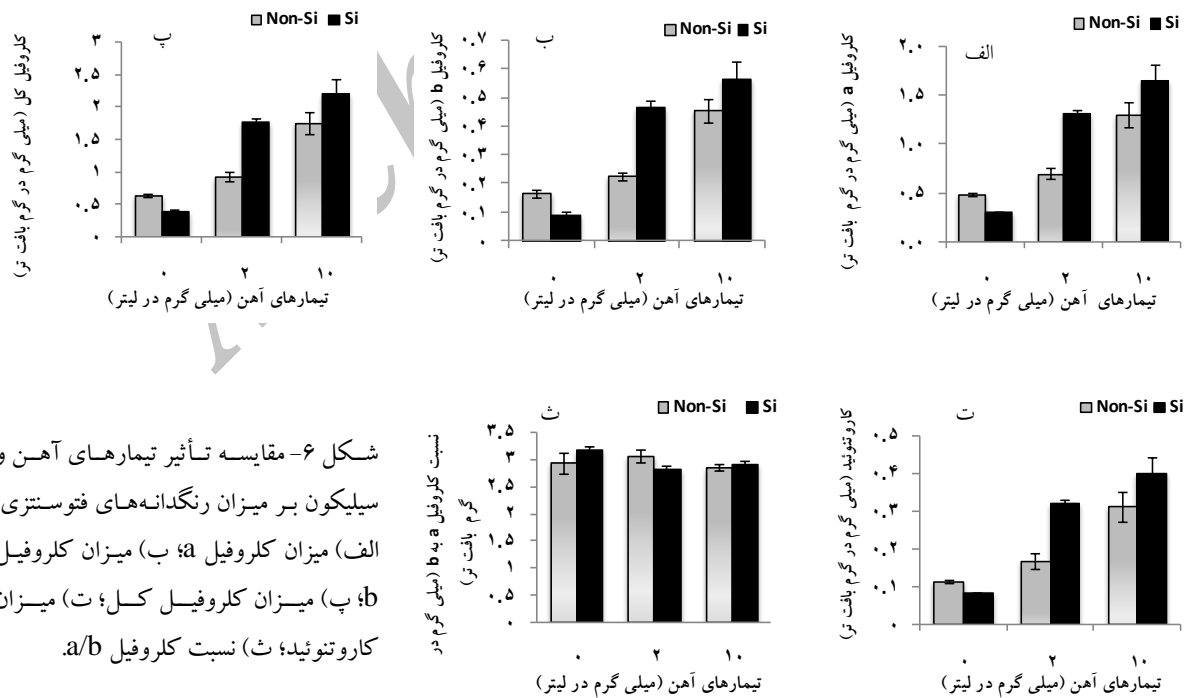 Non-Si Si
الف
کلروفیل a (میلی گرم در گرم بافت تر)
۲.۰
۱.۵
۱.۰
۰.۵
۰.۰
۰ ۲ ۱۰
تیمارهای آهن (میلی گرم در لیتر)
Non-Si Si
ب
کلروفیل b (میلی گرم در گرم بافت تر)
۰.۷
۰.۶
۰.۵
۰.۴
۰.۳
۰.۲
۰.۱
۰
۰ ۲ ۱۰
تیمارهای آهن (میلی گرم در لیتر)
Non-Si Si
پ
کلروفیل کل (میلی گرم در گرم بافت تر)
۳
۲.۵
۲
۱.۵
۱
۰.۵
۰
۰ ۲ ۱۰
تیمارهای آهن (میلی گرم در لیتر)
Non-Si Si
ت
کاروتنوئید (میلی گرم در گرم بافت تر)
۰.۵
۰.۴
۰.۳
۰.۲
۰.۱
۰
۰ ۲ ۱۰
تیمارهای آهن (میلی گرم در لیتر)
Non-Si Si
ث
نسبت کلروفیل a به b (میلی گرم در
گرم بافت تر)
۳.۵
۳
۲.۵
۲
۱.۵
۱
۰.۵
۰
۰ ۲ ۱۰
تیمارهای آهن (میلی گرم در لیتر)
شکل ۶- مقایسه تأثیر تیمارهای آهن و
سیلیکون بر میزان رنگدانه‌های فتوسنتزی
الف) میزان کلروفیل a؛ ب) میزان کلروفیل
b؛ پ) میزان کلروفیل کل؛ ت) میزان
کاروتنوئید؛ ث) نسبت کلروفیل a/b.